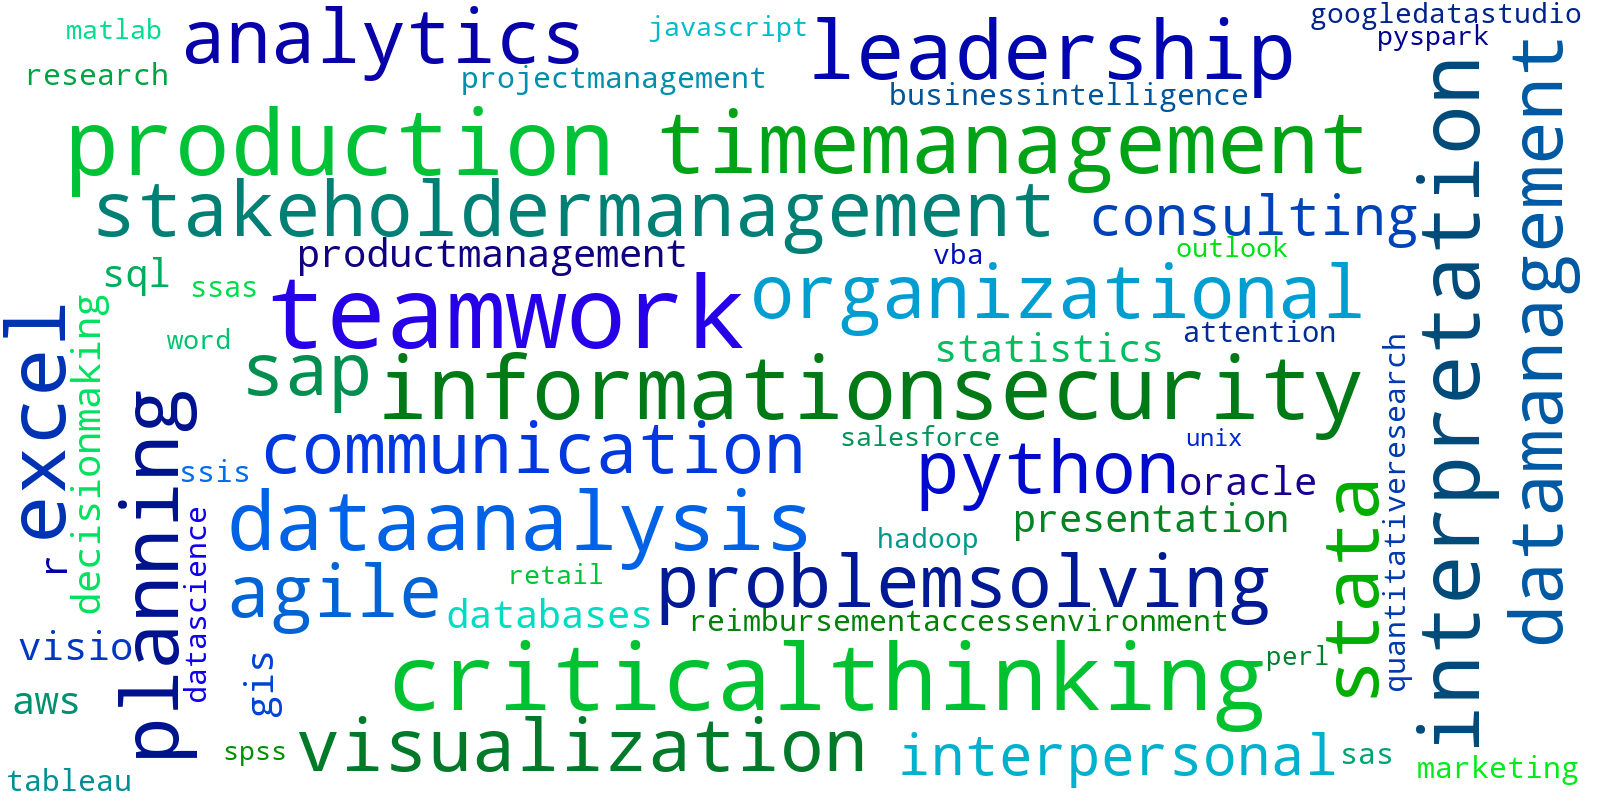 matlab
analytics
javascript
leadership
googledatastudio
pyspark
research
projectmanagement
businessintelligence
production
timemanagement
stakeholdermanagement
consulting
productmanagement
vba
outlook
sql
ssas
teamwork
organizational
word
sap
statistics
attention
informationsecurity
communication
salesforce
unix
ssis
python
oracle
dataanalysis
presentation
hadoop
agile
retail
problemsolving
databases
reimbursementaccessenvironment
visio
criticalthinking
perl
aws
gis
visualization
interpersonal
sas
spss
tableau
marketing
excel
r
decisionmaking
planning
datascience
stata
quantitativeresearch
interpretation
datamanagement